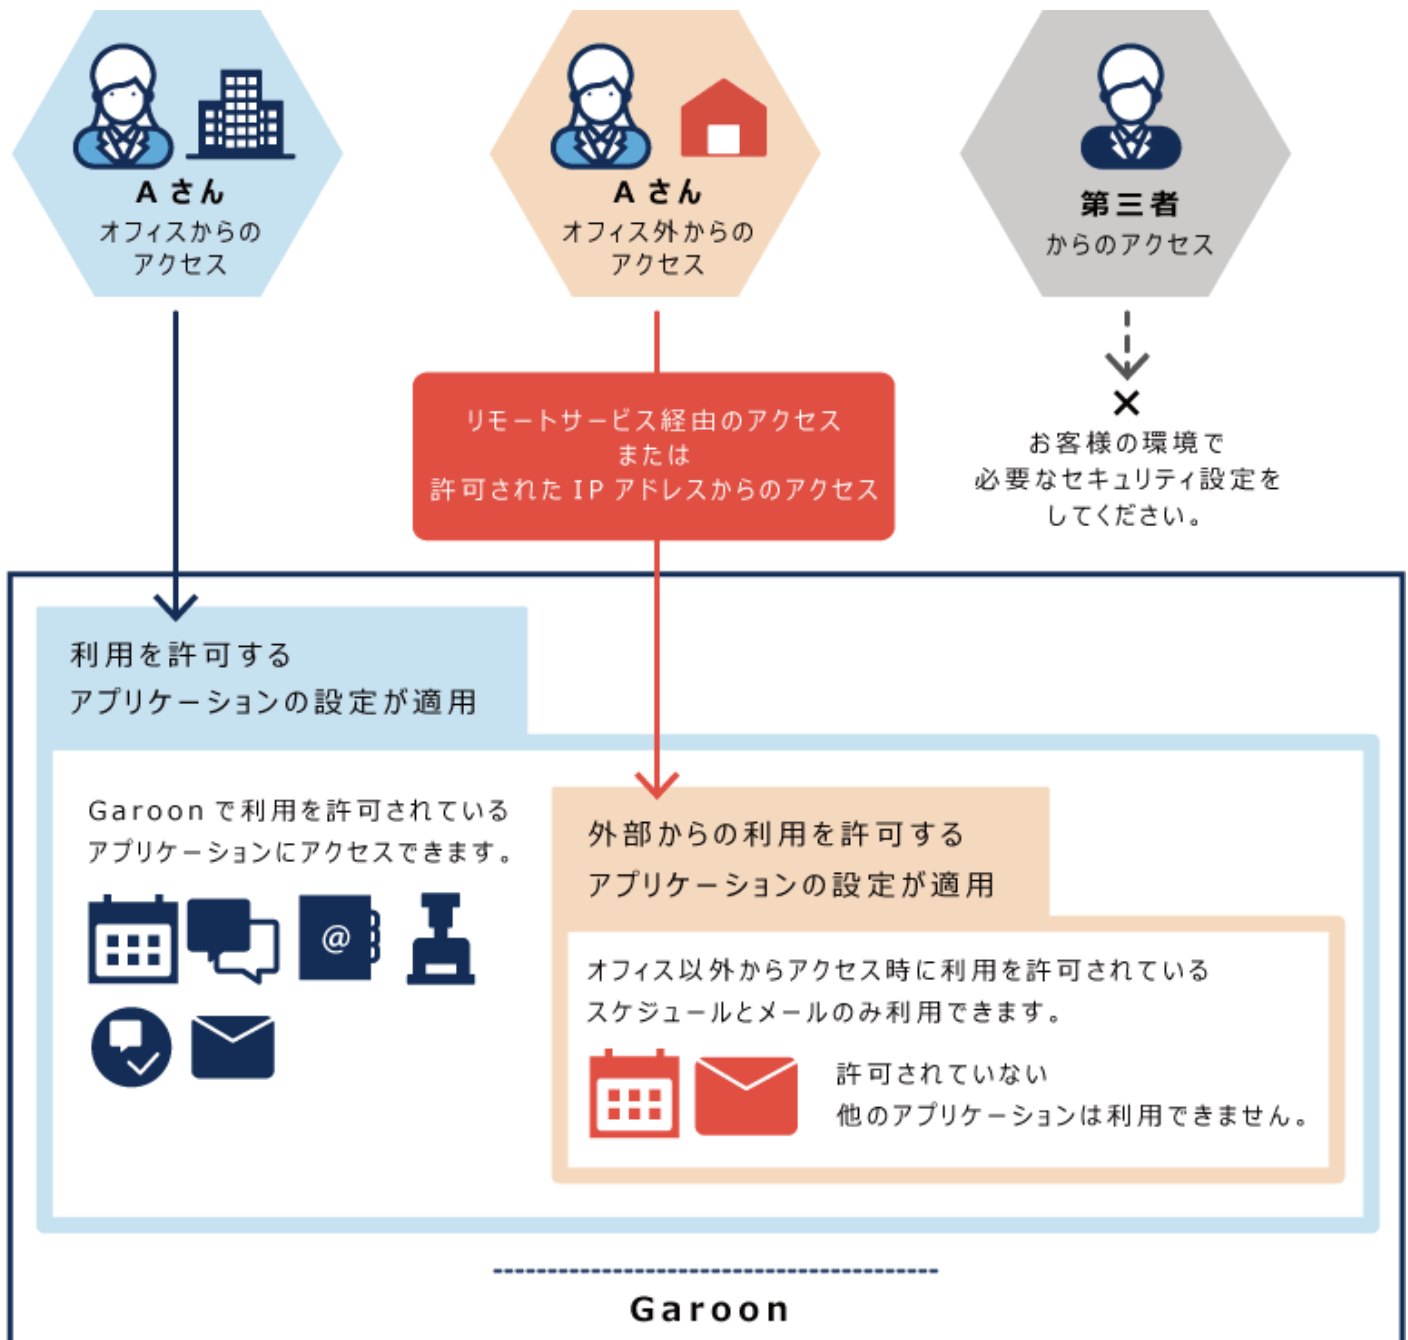 Aさん
オフィスからの
アクセス
Aさん
オフィス外からの
アクセス
第三者
からのアクセス
リモートサービス経由のアクセス
または
許可された IP アドレスからのアクセス
お客様の環境で
必要なセキュリティ設定を
してください。
利用を許可する
アプリケーションの設定が適用
Garoon で利用を許可されている
アプリケーションにアクセスできます。
@
外部からの利用を許可する
アプリケーションの設定が適用
オフィス以外からアクセス時に利用を許可されている
スケジュールとメールのみ利用できます。
許可されていない
他のアプリケーションは利用できません。
Garoon